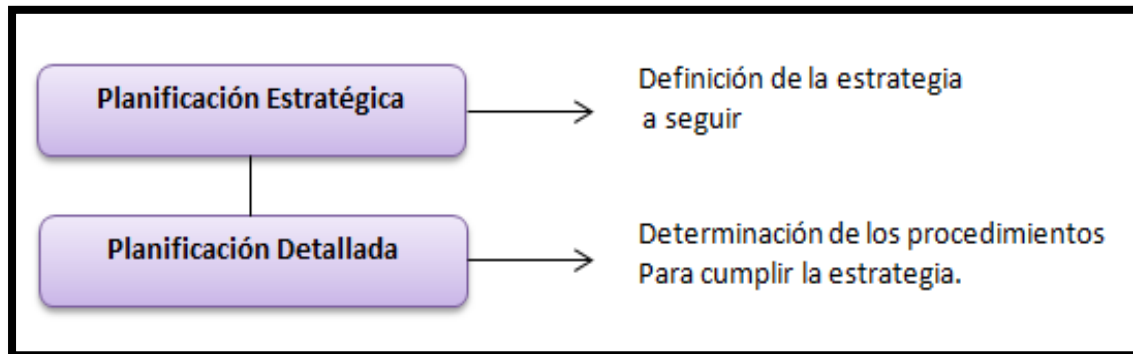 Planificación Estratégica
Definición de la estrategia
a seguir
Planificación Detallada
Determinación de los procedimientos
Para cumplir la estrategia.